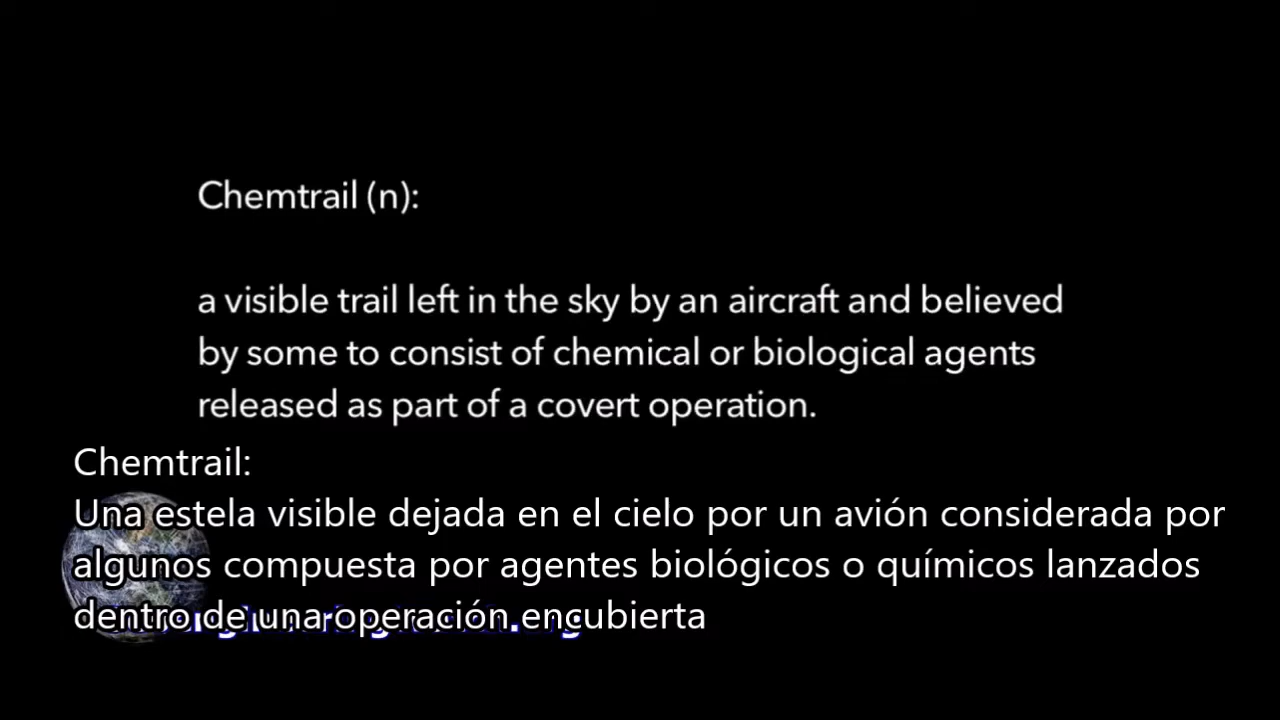 Chemtrail (n):
a visible trail left in the sky by an aircraft and believed
by some to consist of chemical or biological agents
released as part of a covert operation.
Chemtrail:
Una estela visible dejada en el cielo por un avión considerada por
algunos compuesta por agentes biológicos o químicos lanzados
dentro de una operación encubierta